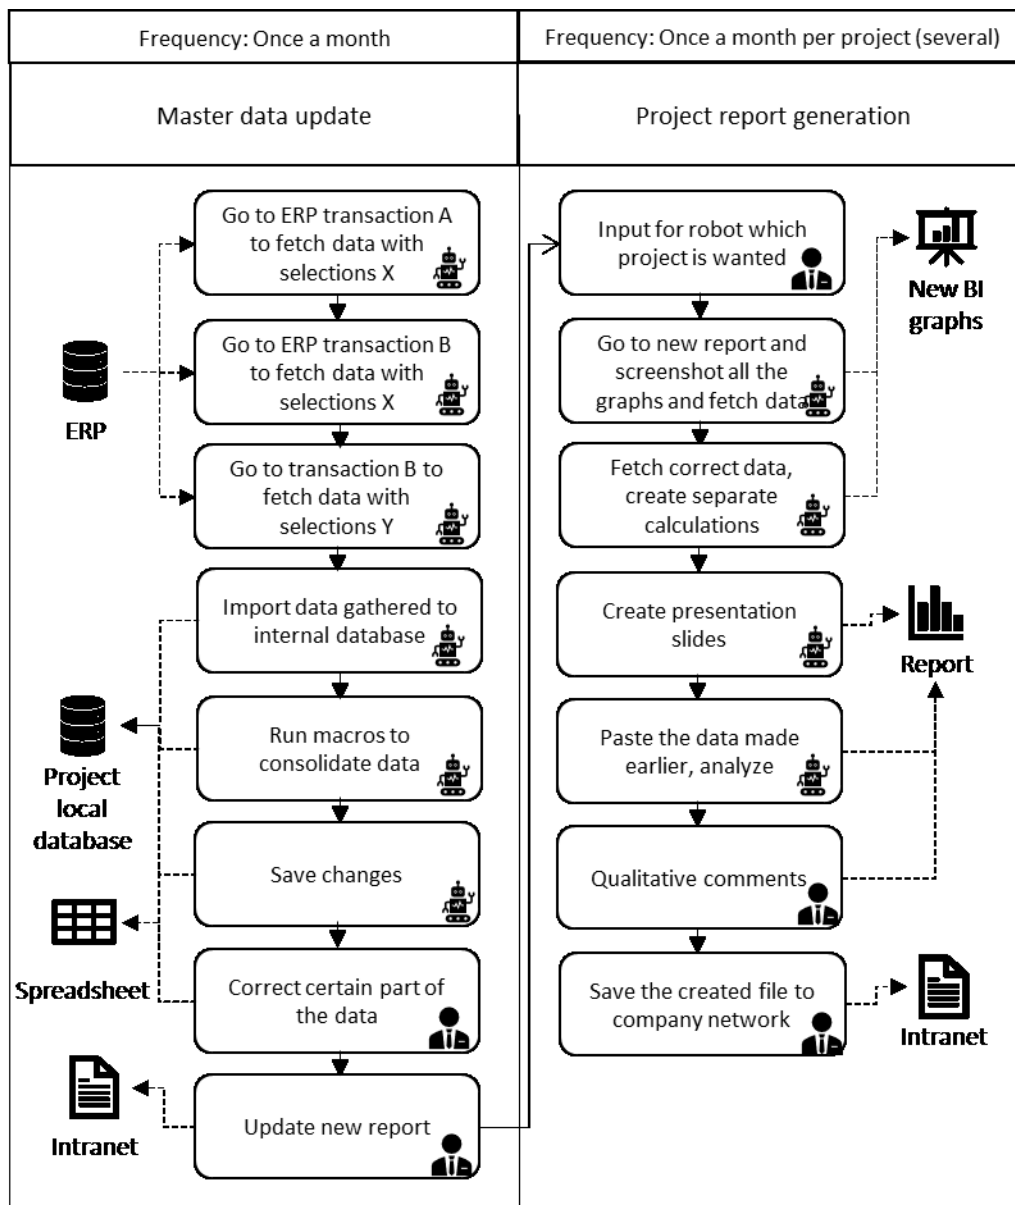 Frequency: Once a month
Frequency: Once a month per project (several)
Master data update
Project report generation
Go to ERP transaction A
to fetch data with
selections X
Go to ERP transaction B
to fetch data with
selections X
ERP
Go to transaction B to
fetch data with
selections Y
Import data gathered to
internal database
Run macros to
consolidate data
Project
local
database
Save changes
Spreadsheet
Correct certain part of
the data
Update new report
Intranet
Input for robot which
project is wanted
New BI
graphs
Go to new report and
screenshot all the
graphs and fetch data
Fetch correct data,
create separate
calculations
Create presentation
slides
Report
Paste the data made
earlier, analyze
Qualitative comments
Save the created file to
company network
Intranet